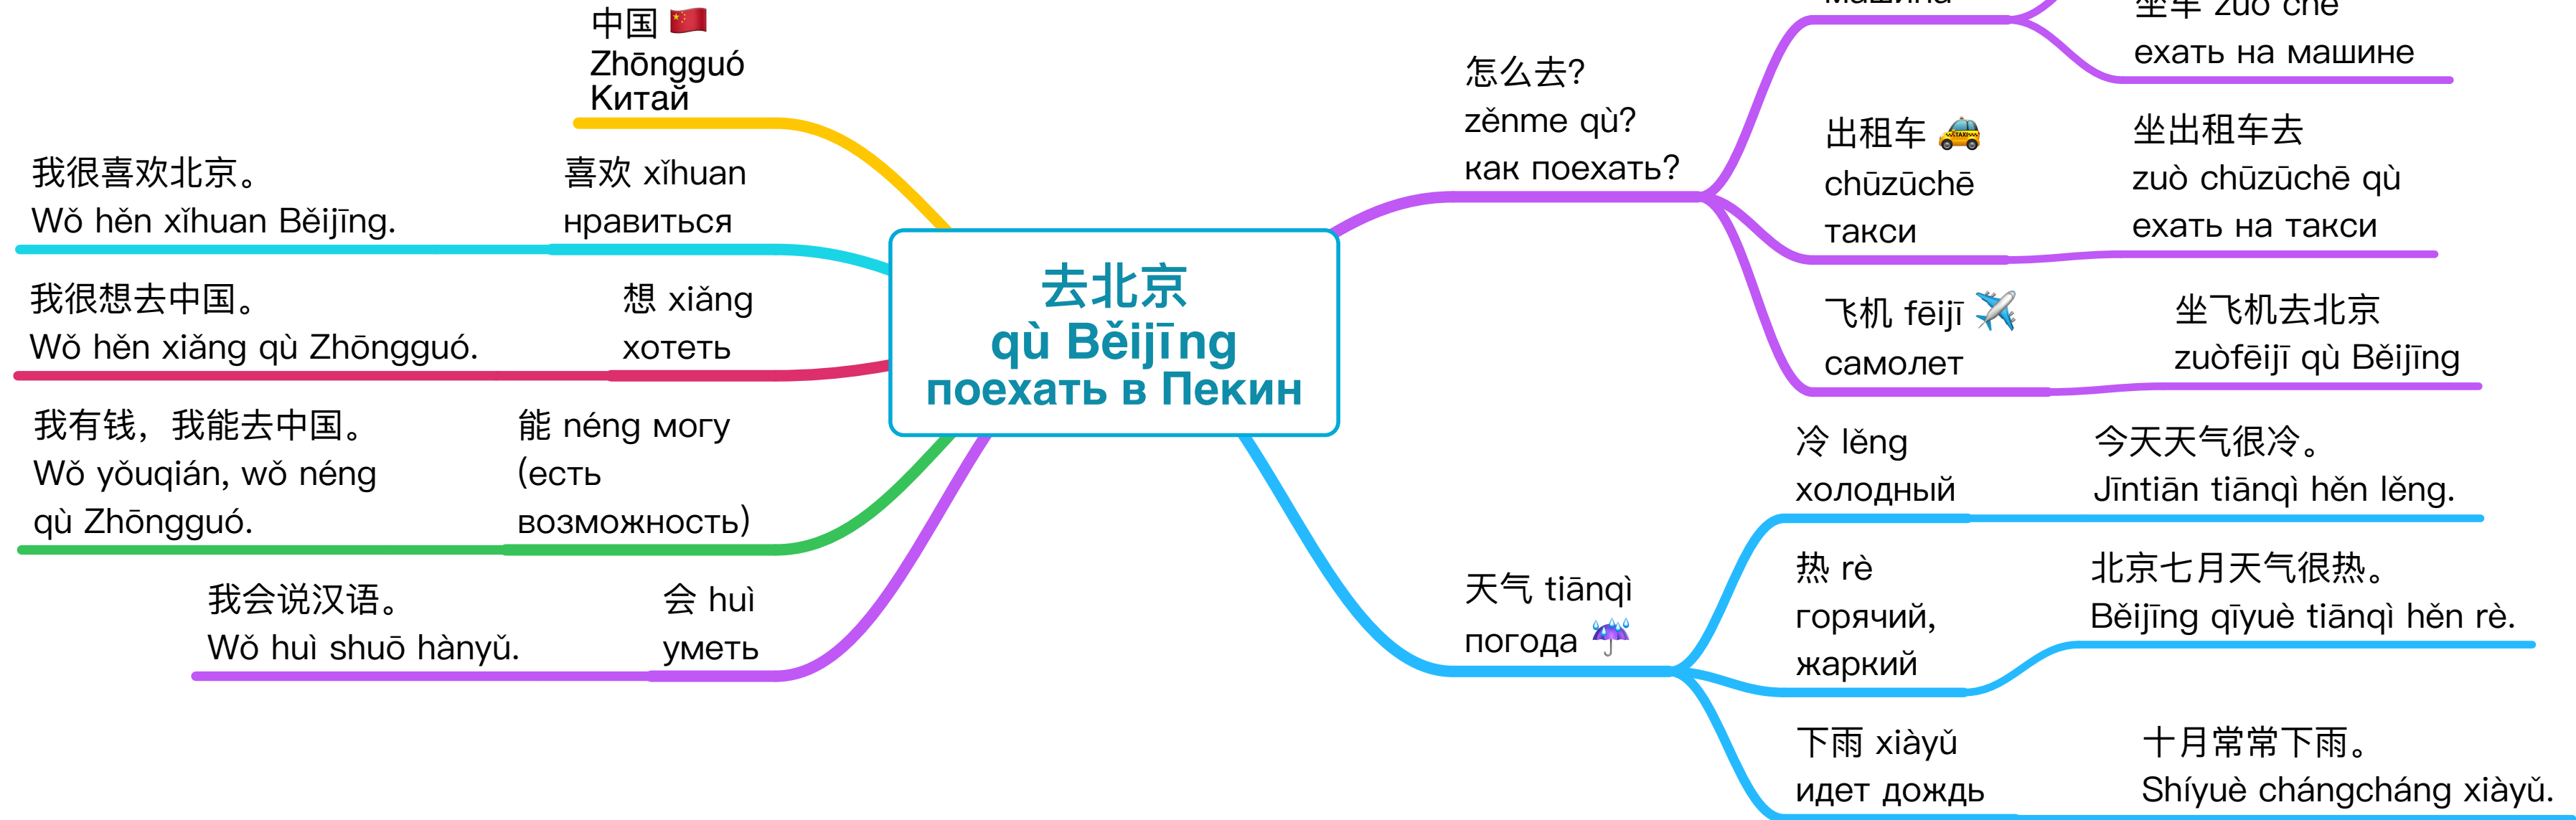 去北京
qù Běijīng
поехать в Пекин
中国 🇨🇳
Zhōngguó
Китай
喜欢 xǐhuan
нравиться
我很喜欢北京。
Wǒ hěn xǐhuan Běijīng.
想 xiǎng
хотеть
我很想去中国。
Wǒ hěn xiǎng qù Zhōngguó.
能 néng могу
(есть
возможность)
我有钱，我能去中国。
Wǒ yǒuqián, wǒ néng
qù Zhōngguó.
会 huì
уметь
我会说汉语。
Wǒ huì shuō hànyǔ.
怎么去?
zěnme qù?
как поехать?
машина
坐车 zuò chē
ехать на машине
出租车 🚕
chūzūchē
такси
坐出租车去
zuò chūzūchē qù
ехать на такси
飞机 fēijī ✈️
самолет
坐飞机去北京
zuòfēijī qù Běijīng
天气 tiānqì
погода ☔
冷 lěng
холодный
今天天气很冷。
Jīntiān tiānqì hěn lěng.
热 rè
горячий,
жаркий
北京七月天气很热。
Běijīng qīyuè tiānqì hěn rè.
下雨 xiàyǔ
идет дождь
十月常常下雨。
Shíyuè chángcháng xiàyǔ.